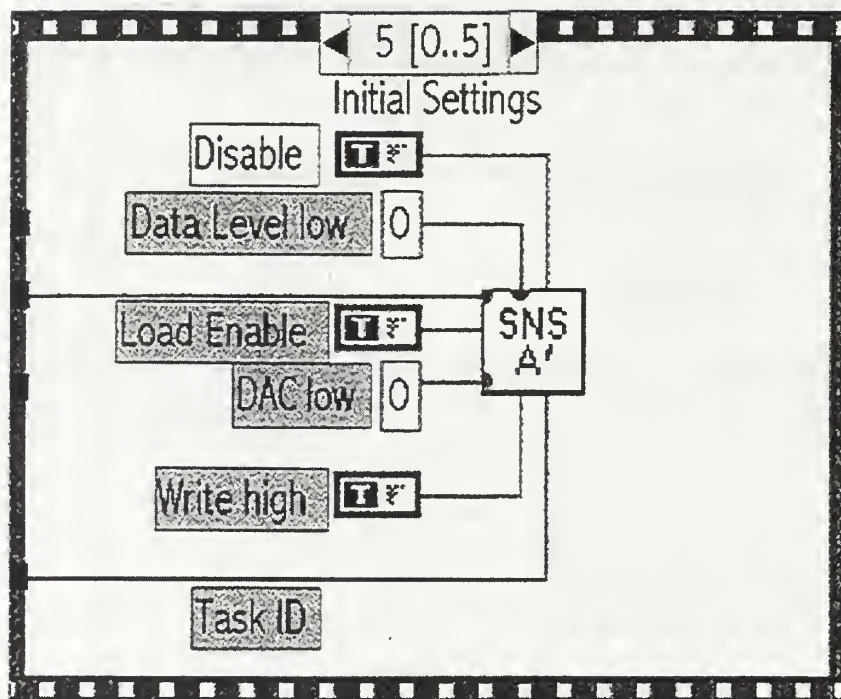 5 [0..5]
Initial Settings
Disable T F
Data Level low 0
SNS
A'
Load Enable T F
DAC low 0
Write high T F
Task ID